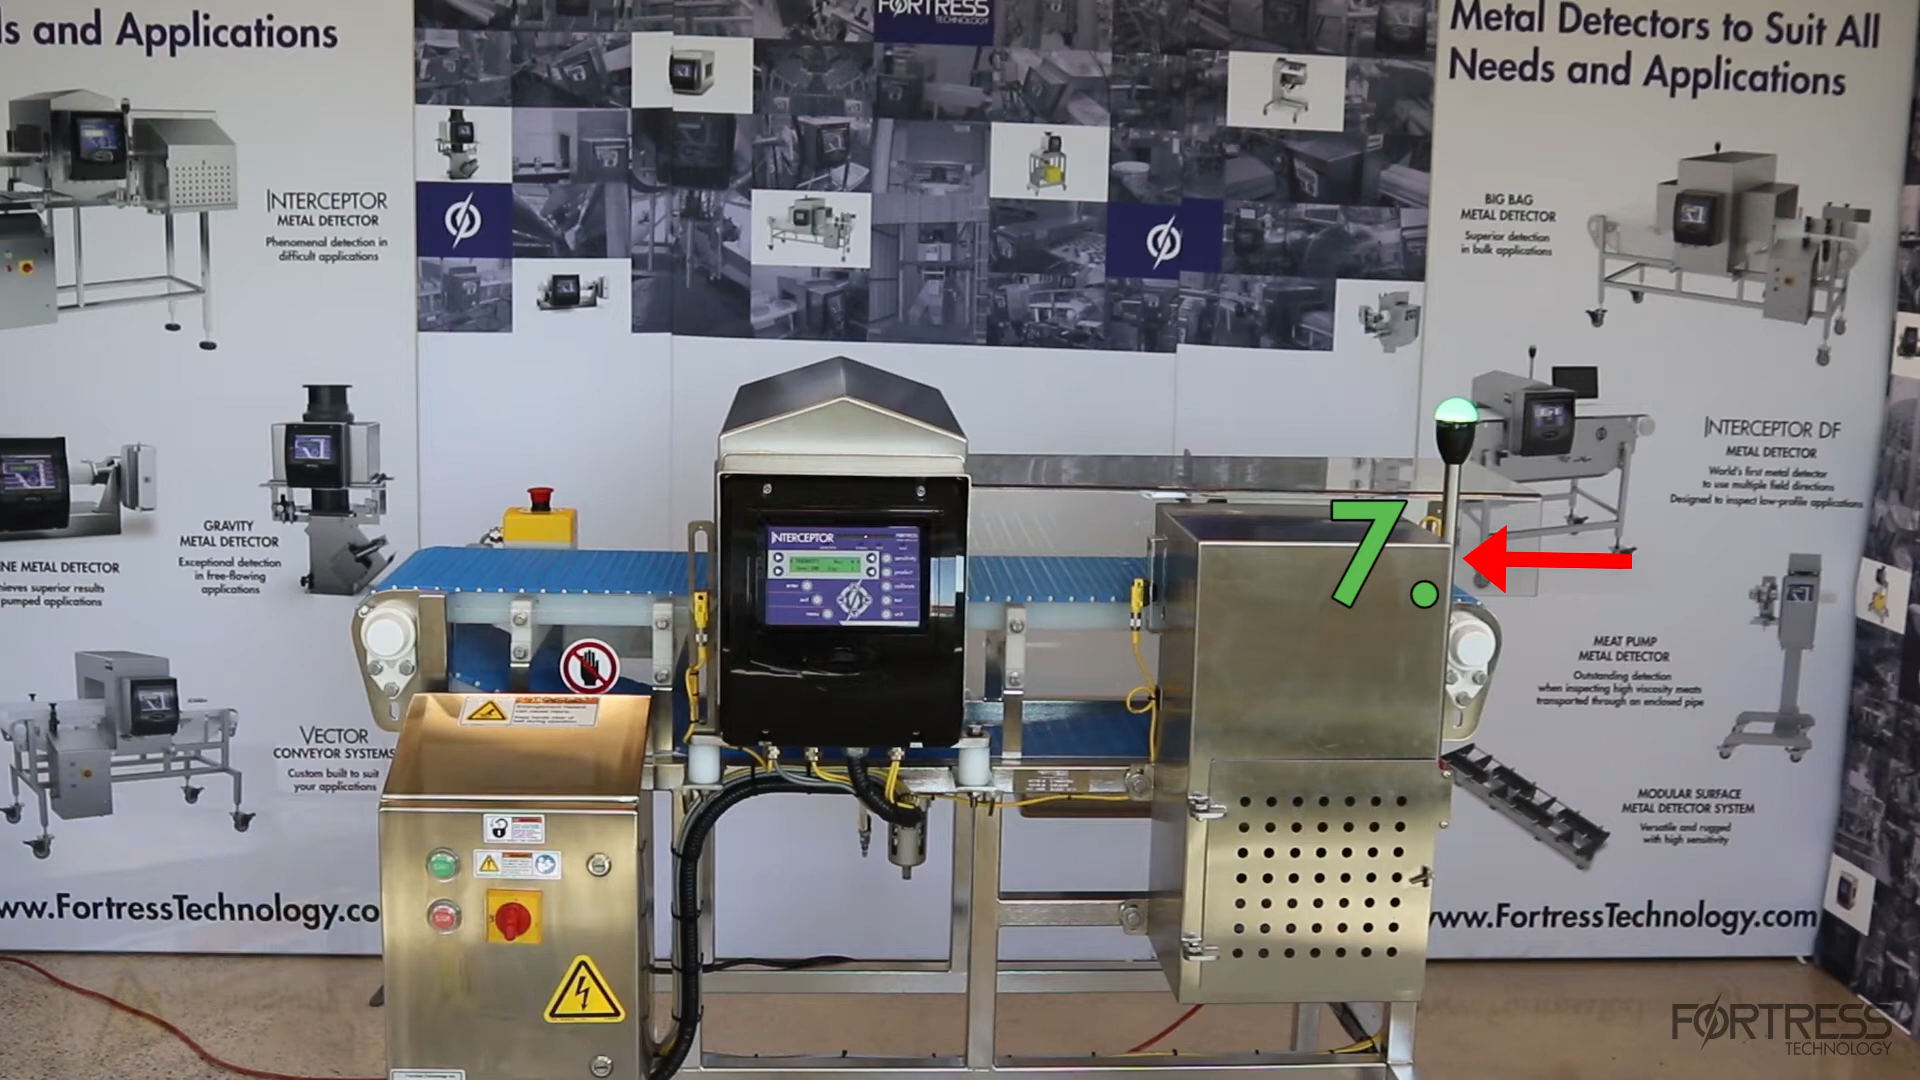 ls and Applications
INTERCEPTOR
METAL DETECTOR
Phenomenal detection in
difficult applications
GRAVITY
METAL DETECTOR
Exceptional detection
in free-flowing
applications
INE METAL DETECTOR
hieves superior results
pumped applications
VECTOR
CONVEYOR SYSTEMS
Custom built to suit
your applications
ww.FortressTechnology.co
FORTRESS
TECHNOLOGY
INTERCEPTOR
FORTRESS
7.
Metal Detectors to Suit All
Needs and Applications
BIG BAG
METAL DETECTOR
Superior detection
in bulk applications
INTERCEPTOR DF
METAL DETECTOR
World's first metal detector
to use multiple field directions
Designed to inspect low-profile applications
MEAT PUMP
METAL DETECTOR
Outstanding detection
when inspecting high viscosity meats
transported through an enclosed pipe
MODULAR SURFACE
METAL DETECTOR SYSTEM
Versatile and rugged
with high sensitivity
www.FortressTechnology.com
FORTRESS
TECHNOLOGY